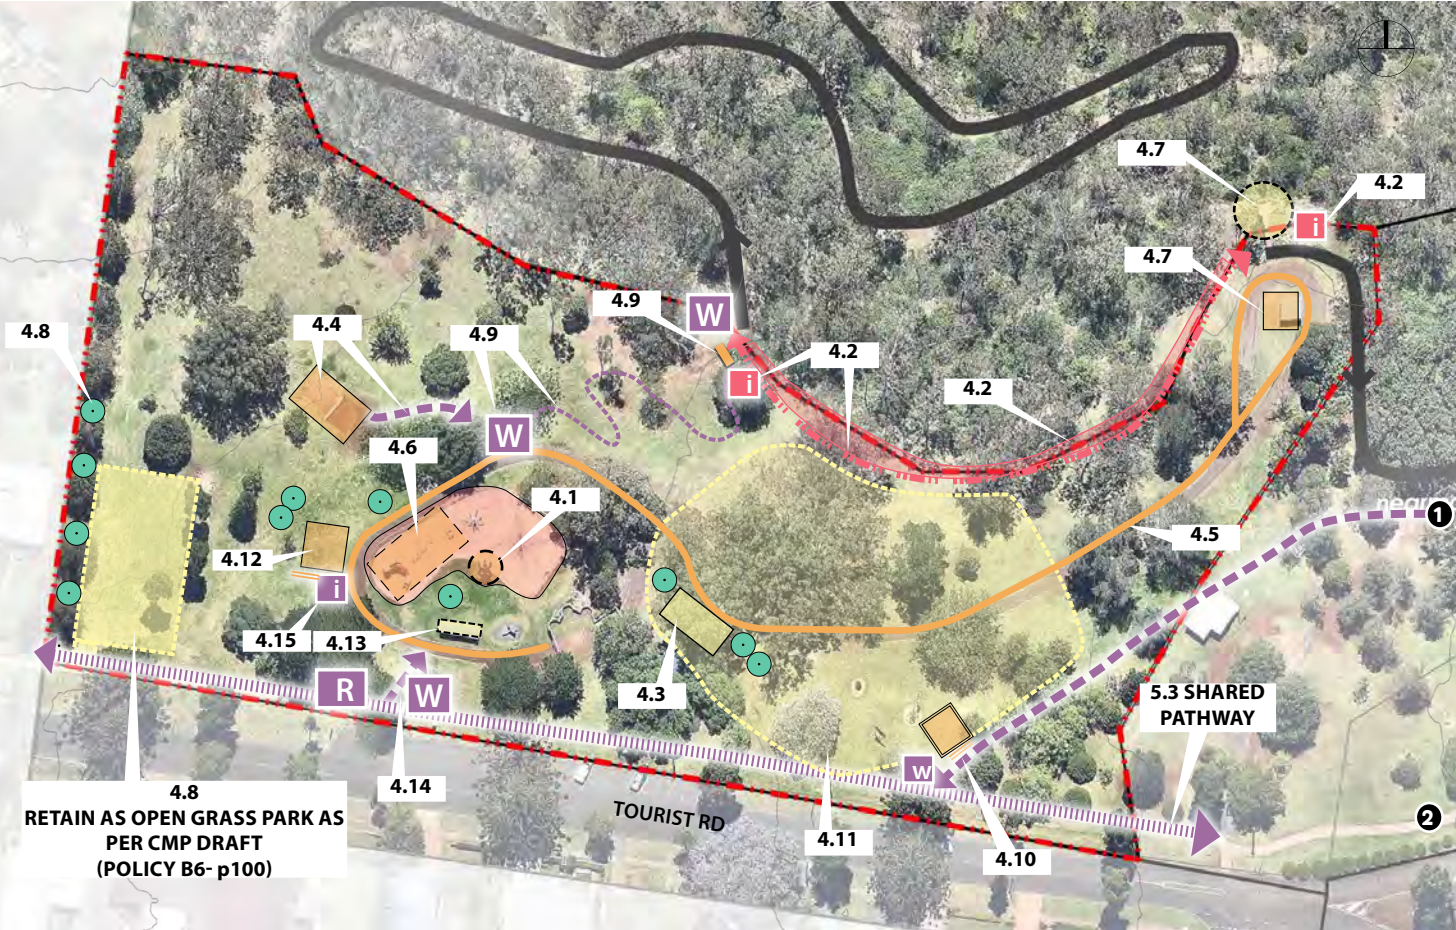 4.7
4.2
4.7
4.9
W
i
4.8
4.4
4.9
4.2
i
4.2
W
4.6
4.1
1
4.5
4.12
i
4.15
4.13
R
W
4.3
5.3 SHARED
PATHWAY
w
4.14
4.8
RETAIN AS OPEN GRASS PARK AS
PER CMP DRAFT
(POLICY B6- p100)
TOURIST RD
4.11
4.10
2